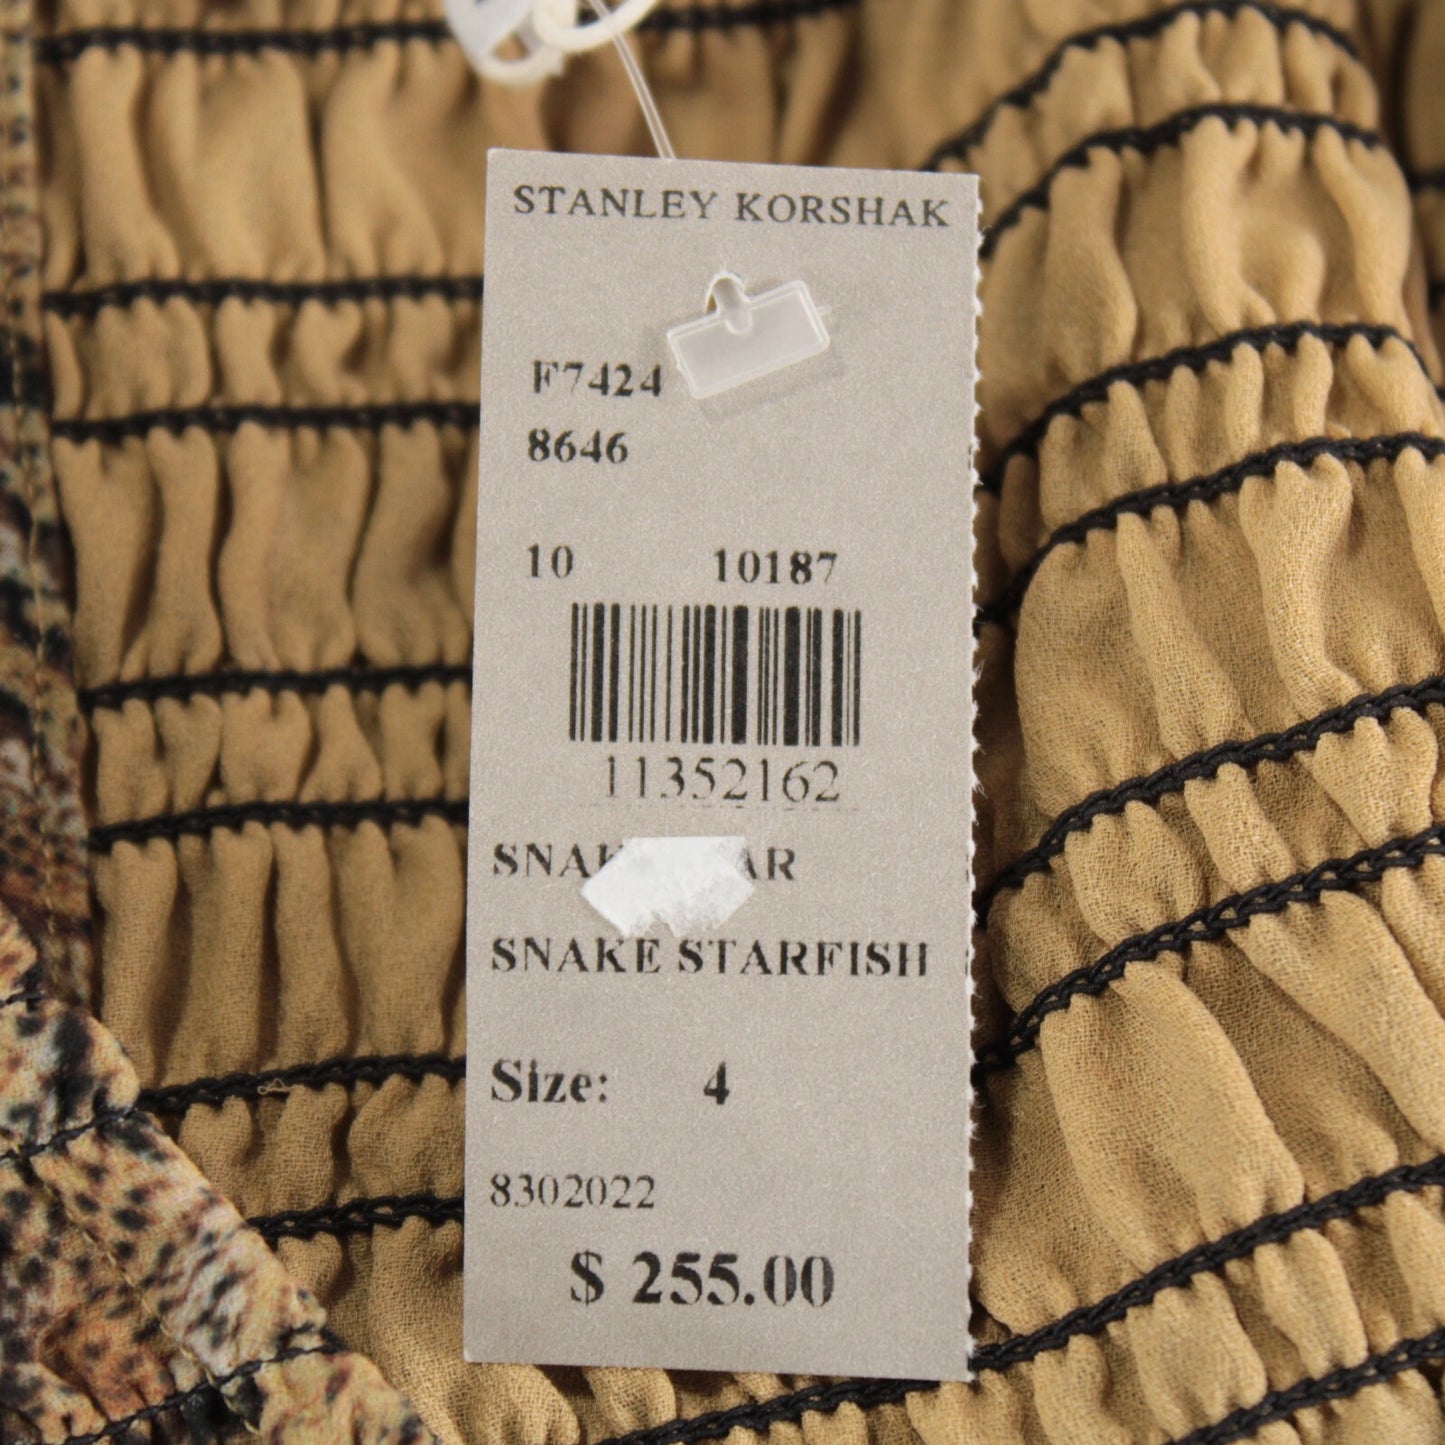 STANLEY KORSHAK
F7424
8646
10 10187
11352162
SNAKE STARFISH
Size: 4
8302022
$ 255.00